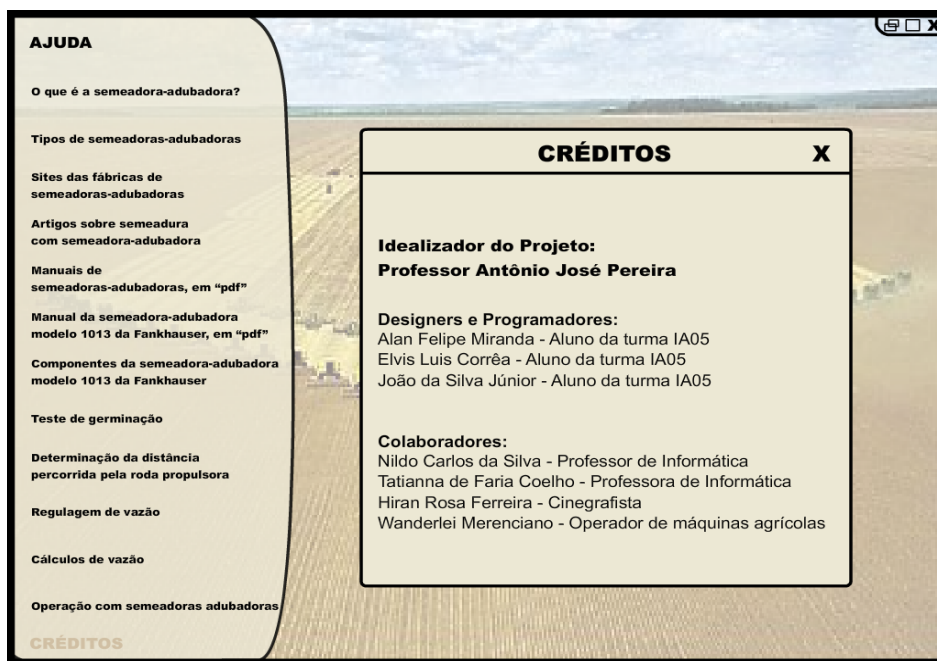 AJUDA
O que é a semeadora-adubadora?
Tipos de semeadoras-adubadoras
Sites das fábricas de
semeadoras-adubadoras
Artigos sobre semeadura
com semeadora-adubadora
Manuais de
semeadoras-adubadoras, em “pdf”
Manual da semeadora-adubadora
modelo 1013 da Fankhauser, em “pdf”
Componentes da semeadora-adubadora
modelo 1013 da Fankhauser
Teste de germinação
Determinação da distância
percorrida pela roda propulsora
Regulagem de vazão
Cálculos de vazão
Operação com semeadoras adubadoras
CRÉDITOS
X
CRÉDITOS X
Idealizador do Projeto:
Professor Antônio José Pereira
Designers e Programadores:
Alan Felipe Miranda - Aluno da turma IA05
Elvis Luis Corrêa - Aluno da turma IA05
João da Silva Júnior - Aluno da turma IA05
Colaboradores:
Nildo Carlos da Silva - Professor de Informática
Tatianna de Faria Coelho - Professora de Informática
Hiran Rosa Ferreira - Cinegrafista
Wanderlei Merenciano - Operador de máquinas agrícolas